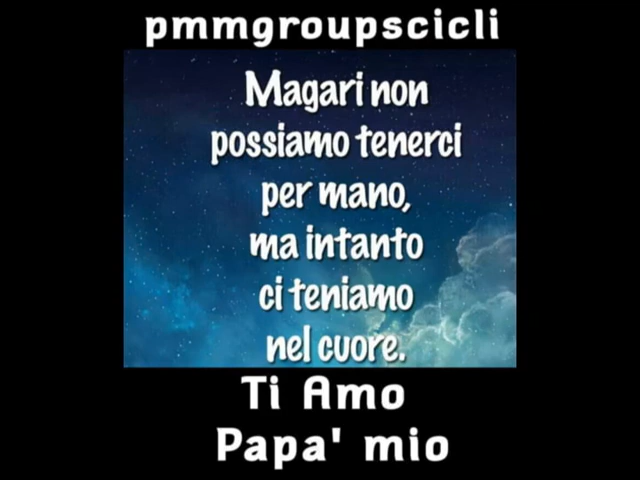 pmmgroupscicli
Magari non
possiamo tenerci
per mano,
ma intanto
ci teniamo
nel cuore.
Ti Amo
Papa' mio